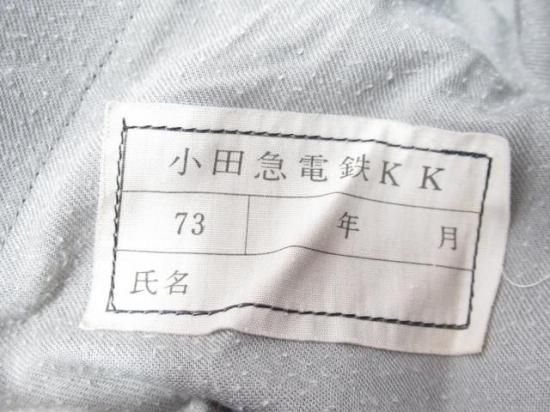 小田急電鉄KK
73 年 月
氏名